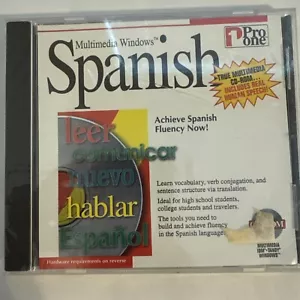 Multimedia Windows™
Spanish
Pro
one
TRUE MULTIMEDIA
CD-ROM
INCLUDES REAL
HUMAN SPEECH!
Achieve Spanish
Fluency Now!
leer
comunicar
nuevo
hablar
Español
Learn vocabulary, verb conjugation, and
sentence structure via translation.
Ideal for high school students,
college students and travelers.
The tools you need to
build and achieve fluency
in the Spanish language.
Hardware requirements on reverse
MULTIMEDIA
WINDOWS™